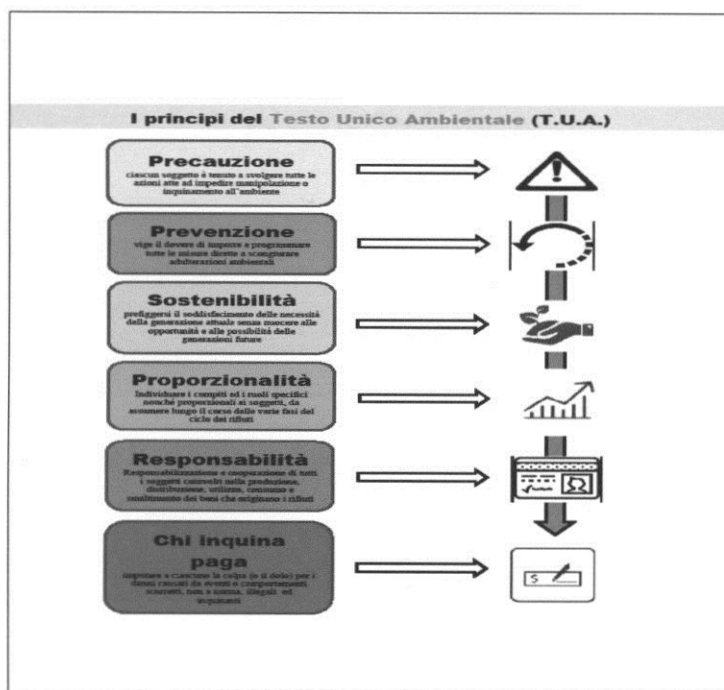 I principi del Testo Unico Ambientale (T.U.A.)
Precauzione
ciascun soggetto è tenuto a svolgere tutte le
azioni atte ad impedire manipolazione o
inquinamento all'ambiente
Prevenzione
vige il dovere di imporre e programmare
tutte le misure dirette a scongiurare
adulterazioni ambientali
Sostenibilità
prefiggersi il soddisfacimento delle necessità
della generazione attuale senza nuocere alle
opportunità e alle possibilità delle
generazioni future
Proporzionalità
Individuare i compiti ed i ruoli specifici
nonché proporzionali ai soggetti, da
assumere lungo il corso delle varie fasi del
ciclo dei rifiuti
Responsabilità
Responsabilizzazione e cooperazione di tutti
i soggetti coinvolti nella produzione,
distribuzione, utilizzo, consumo e
smaltimento dei beni che originano i rifiuti
Chi inquina
paga
imputare a ciascuno la colpa (o il dolo) per i
danni causati da eventi o comportamenti
scorretti, non a norma, illegali ed
inquinanti
$